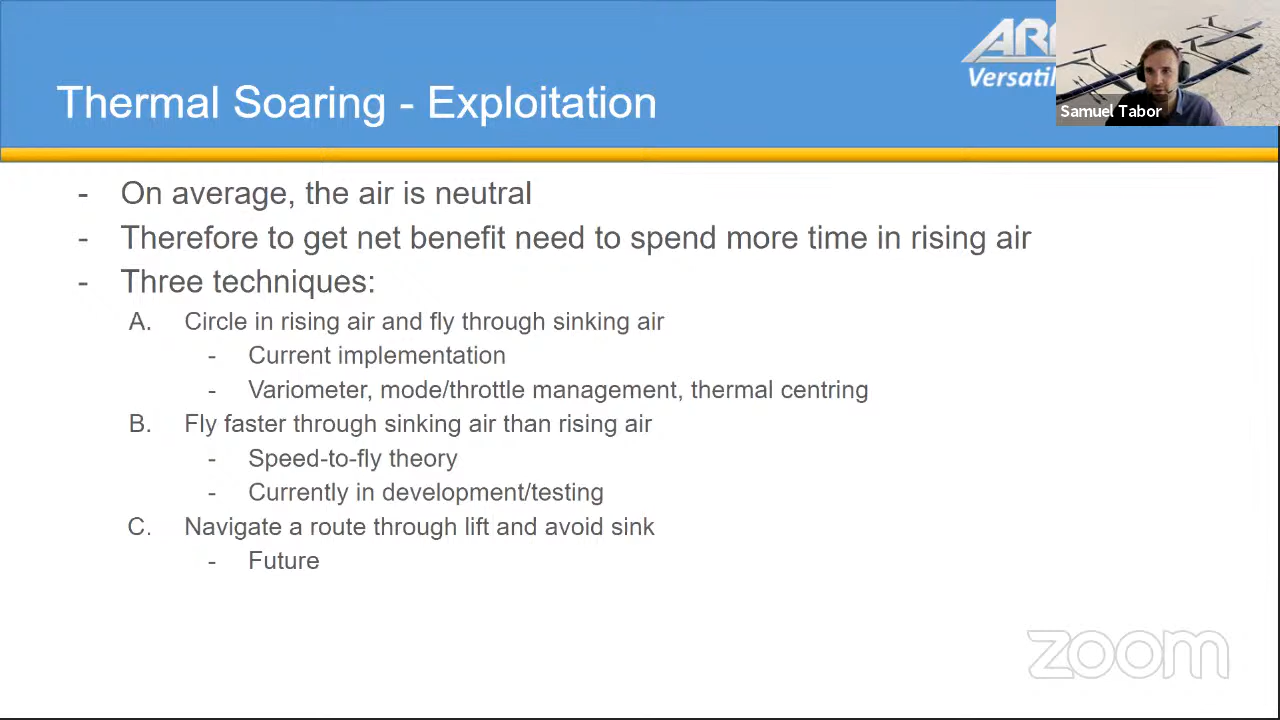 Thermal Soaring - Exploitation
Versatil
Samuel Tabor
- On average, the air is neutral
- Therefore to get net benefit need to spend more time in rising air
- Three techniques:
A. Circle in rising air and fly through sinking air
- Current implementation
- Variometer, mode/throttle management, thermal centring
B. Fly faster through sinking air than rising air
- Speed-to-fly theory
- Currently in development/testing
C. Navigate a route through lift and avoid sink
- Future
zoom